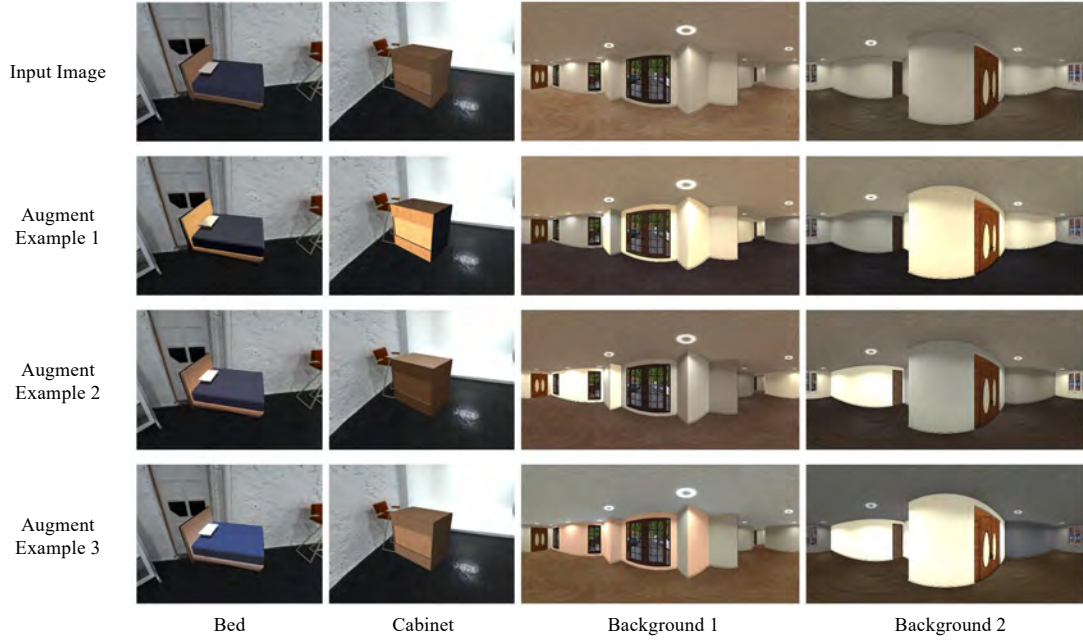 Input Image
Augment
Example 1
Augment
Example 2
Augment
Example 3
Bed
Cabinet
Background 1
Background 2